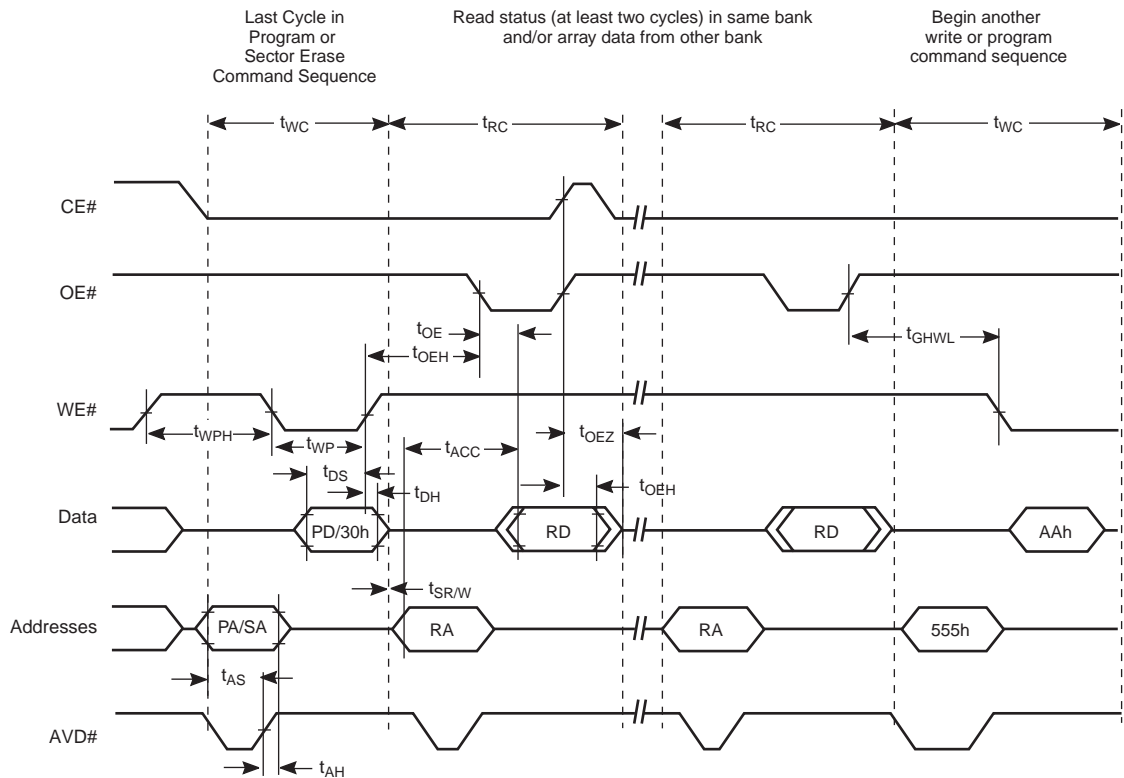 Last Cycle in
Program or
Sector Erase
Command Sequence
Read status (at least two cycles) in same bank
and/or array data from other bank
Begin another
write or program
command sequence
tWC
tRC
tRC
tWC
CE#
OE#
tOE
tOEH
tGHWL
WE#
tWPH
tWP
tACC
tOEZ
tDS
tDH
tOEH
Data
PD/30h
RD
RD
AAh
tSR/W
Addresses
PA/SA
RA
RA
555h
tAS
AVD#
tAH